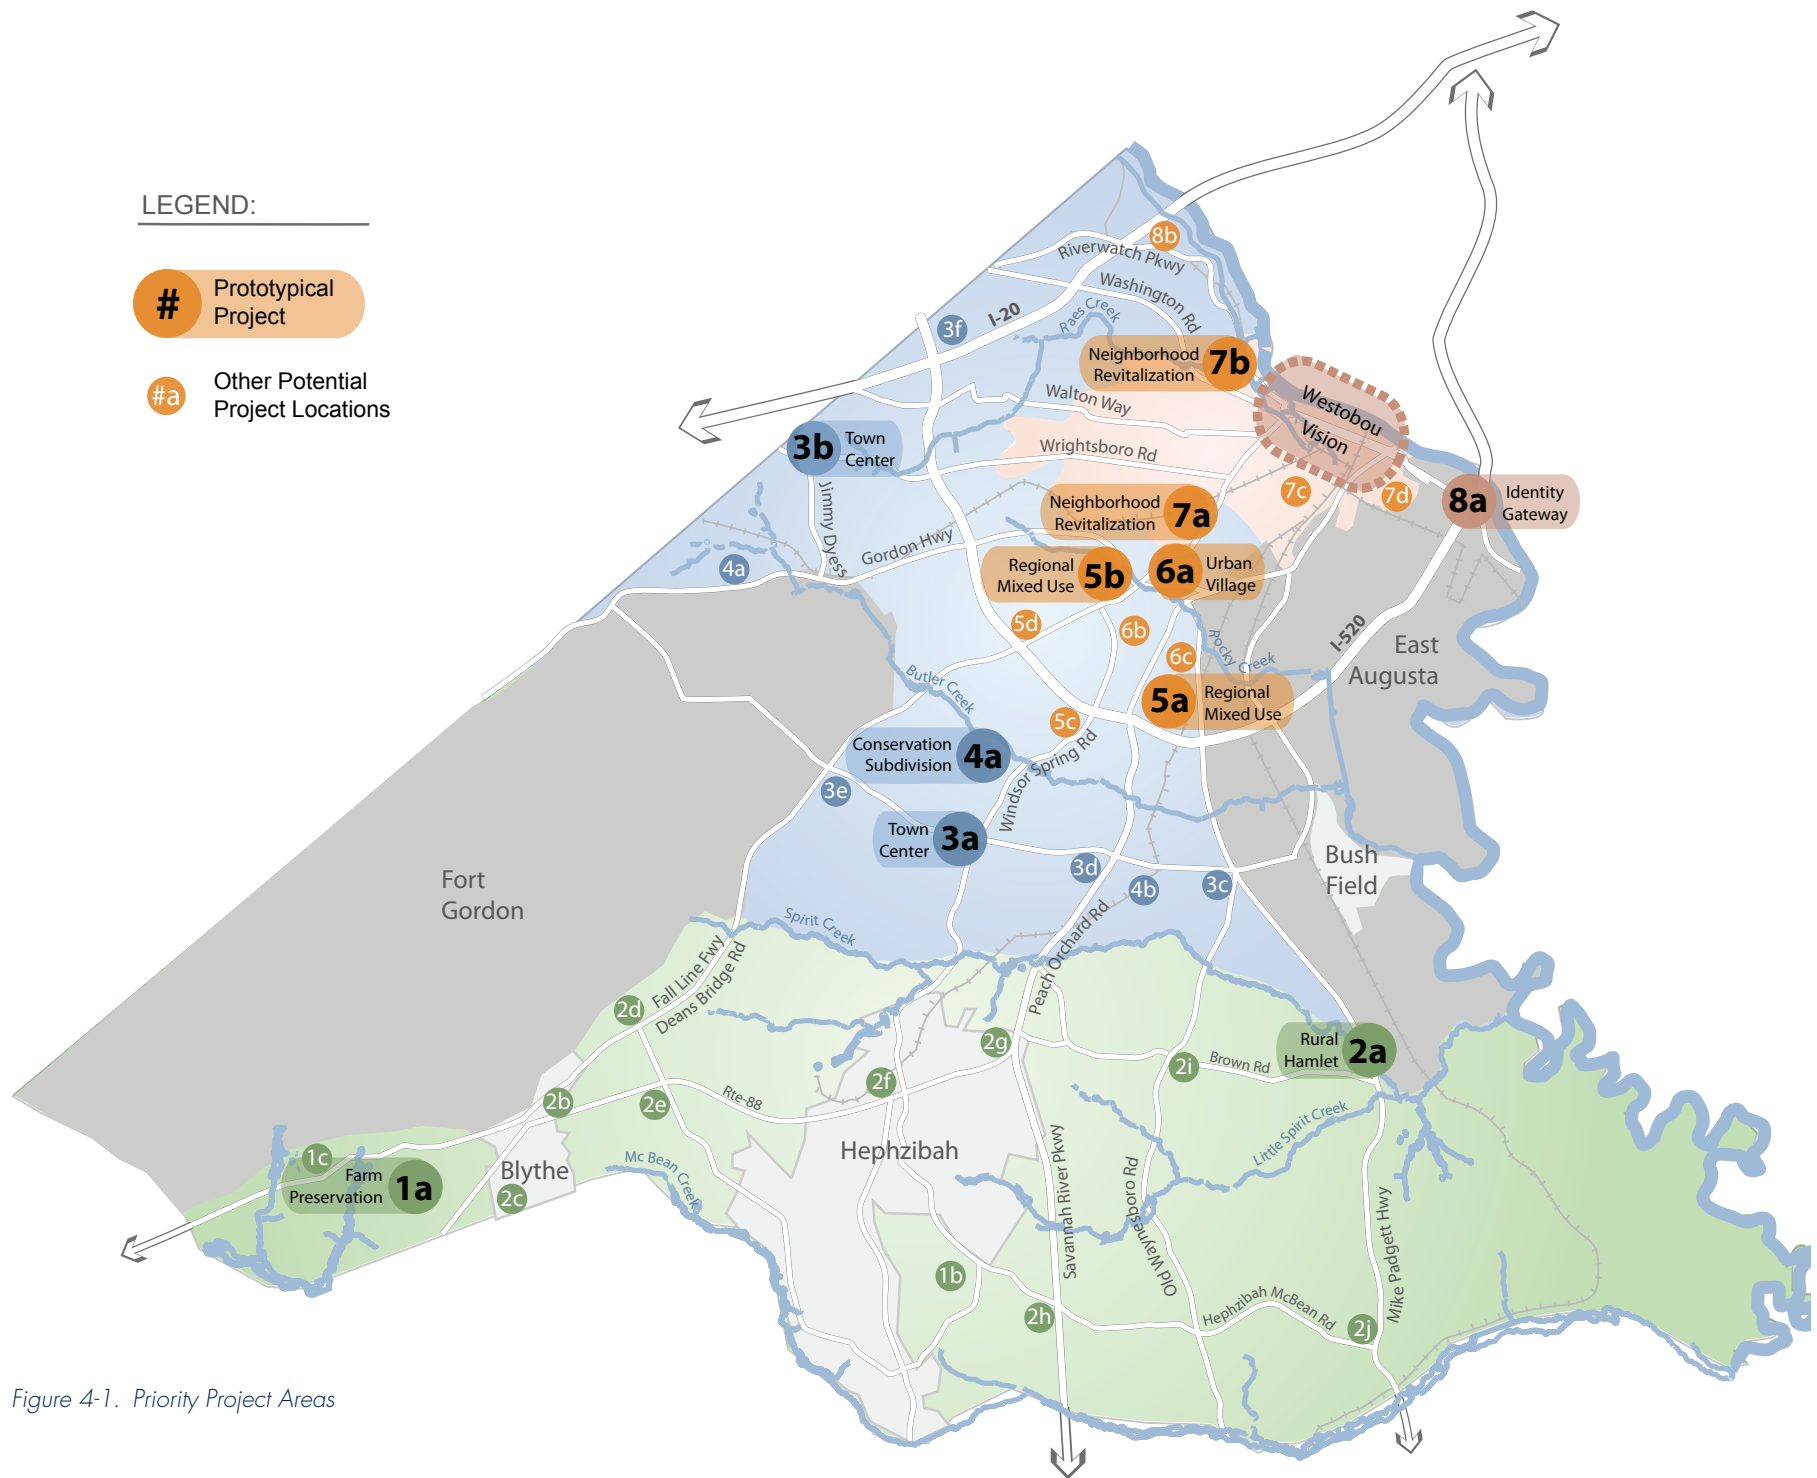 LEGEND:
#
Prototypical
Project
#a
Other Potential
Project Locations
8b
Riverwatch Pkwy
Washington Rd
I-20
Raes Creek
3f
Neighborhood
Revitalization
7b
Westobou
Vision
Walton Way
3b
Town
Center
Wrightsboro Rd
7c
7d
8a
Identity
Gateway
Jimmy Dyess
Neighborhood
Revitalization
7a
Gordon Hwy
4a
Regional
Mixed Use
5b
6a
Urban
Village
5d
6b
6c
Rocky Creek
I-520
East
Augusta
Butler Creek
5a
Regional
Mixed Use
5c
Conservation
Subdivision
4a
Windsor Spring Rd
3e
Town
Center
3a
3d
4b
3c
Bush
Field
Fort
Gordon
Spirit Creek
Peach Orchard Rd
Fall Line Fwy
Deans Bridge Rd
2d
2g
2i
Brown Rd
Rural
Hamlet
2a
2f
2b
2e
Rte-88
Little Spirit Creek
1c
Farm
Preservation
1a
Blythe
2c
Mc Bean Creek
Hephzibah
Savannah River Pkwy
Old Waynesboro Rd
Mike Padgett Hwy
1b
2h
Hephzibah McBean Rd
2j
Figure 4-1. Priority Project Areas